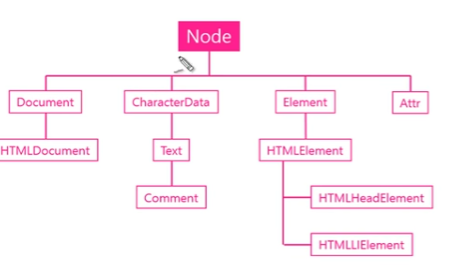 Node
Document
CharacterData
Element
Attr
HTMLDocument
Text
HTMLElement
Comment
HTMLHeadElement
HTMLLIElement